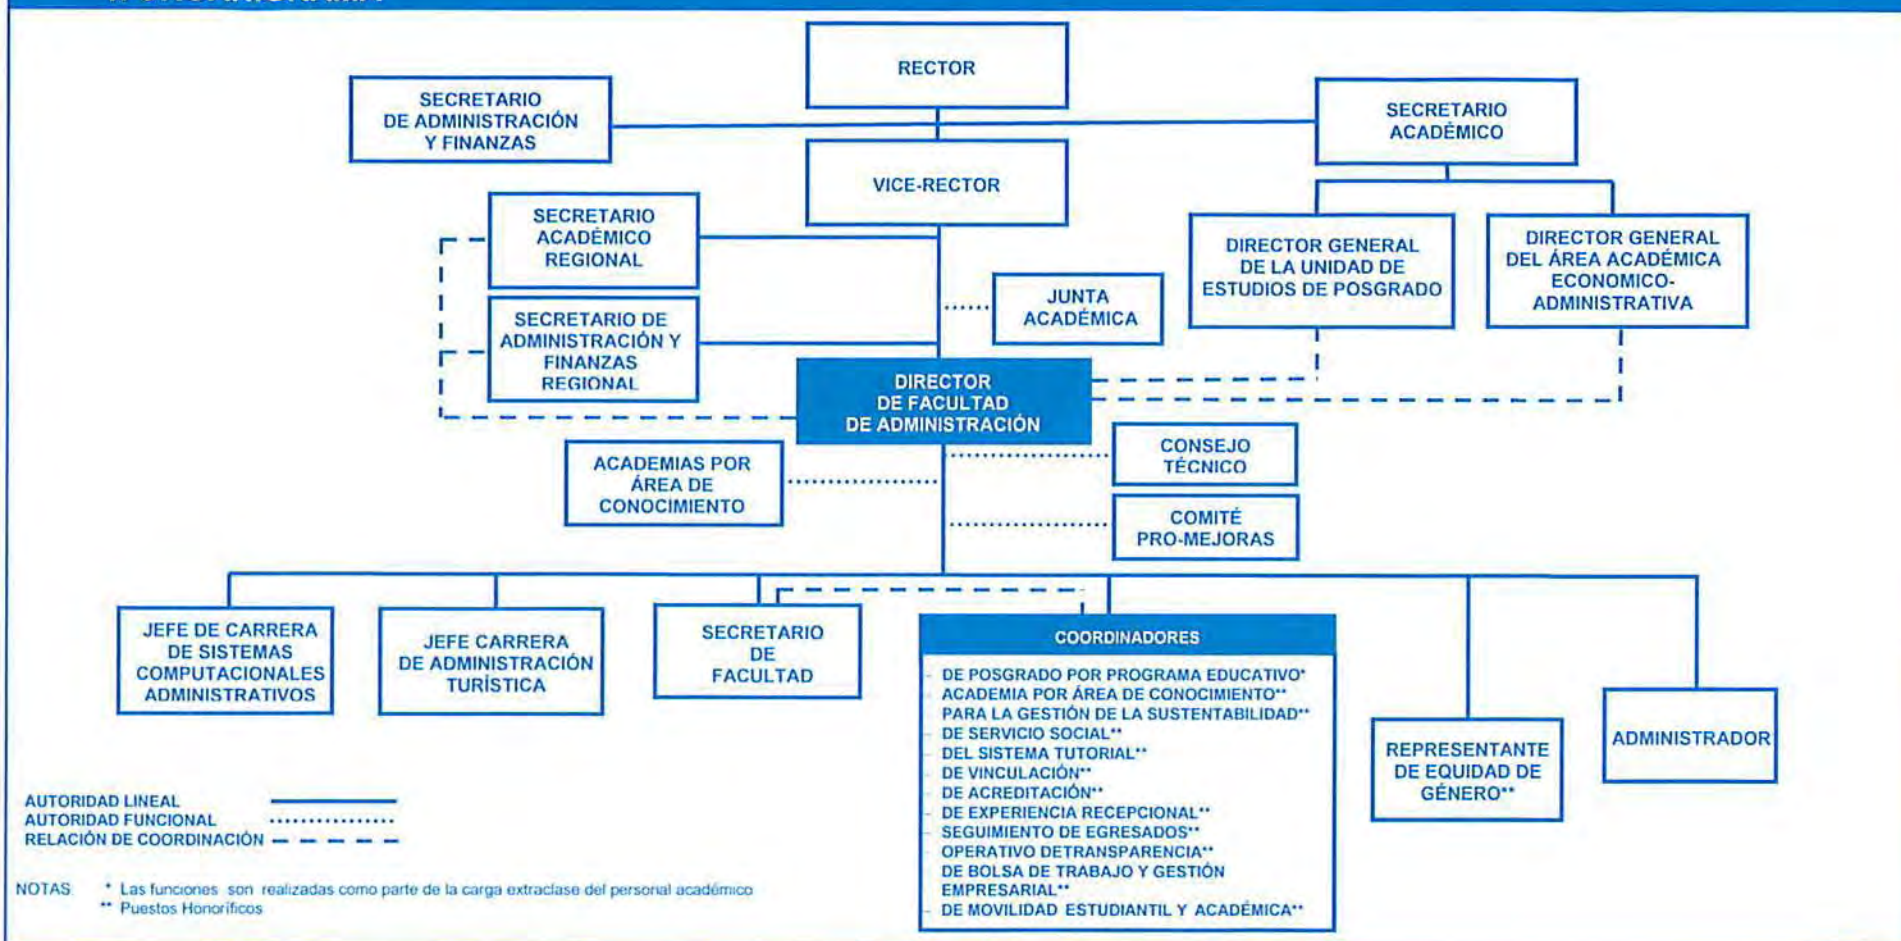 RECTOR
SECRETARIO
DE ADMINISTRACIÓN
Y FINANZAS
SECRETARIO
ACADÉMICO
VICE-RECTOR
SECRETARIO
ACADÉMICO
REGIONAL
DIRECTOR GENERAL
DE LA UNIDAD DE
ESTUDIOS DE POSGRADO
DIRECTOR GENERAL
DEL ÁREA ACADÉMICA
ECONOMICO-
ADMINISTRATIVA
JUNTA
ACADÉMICA
SECRETARIO DE
ADMINISTRACIÓN Y
FINANZAS
REGIONAL
DIRECTOR
DE FACULTAD
DE ADMINISTRACIÓN
ACADEMIAS POR
ÁREA DE
CONOCIMIENTO
CONSEJO
TÉCNICO
COMITÉ
PRO-MEJORAS
JEFE DE CARRERA
DE SISTEMAS
COMPUTACIONALES
ADMINISTRATIVOS
JEFE CARRERA
DE ADMINISTRACIÓN
TURÍSTICA
SECRETARIO
DE
FACULTAD
COORDINADORES
- DE POSGRADO POR PROGRAMA EDUCATIVO*
- ACADEMIA POR ÁREA DE CONOCIMIENTO**
- PARA LA GESTIÓN DE LA SUSTENTABILIDAD**
- DE SERVICIO SOCIAL**
- DEL SISTEMA TUTORIAL**
- DE VINCULACIÓN**
- DE ACREDITACIÓN**
- DE EXPERIENCIA RECEPCIONAL**
- SEGUIMIENTO DE EGRESADOS**
- OPERATIVO DETRANSPARENCIA**
- DE BOLSA DE TRABAJO Y GESTIÓN
EMPRESARIAL**
- DE MOVILIDAD ESTUDIANTIL Y ACADÉMICA**
REPRESENTANTE
DE EQUIDAD DE
GÉNERO**
ADMINISTRADOR
AUTORIDAD LINEAL
AUTORIDAD FUNCIONAL
RELACIÓN DE COORDINACIÓN
NOTAS: * Las funciones son realizadas como parte de la carga extraclase del personal académico
** Puestos Honoríficos